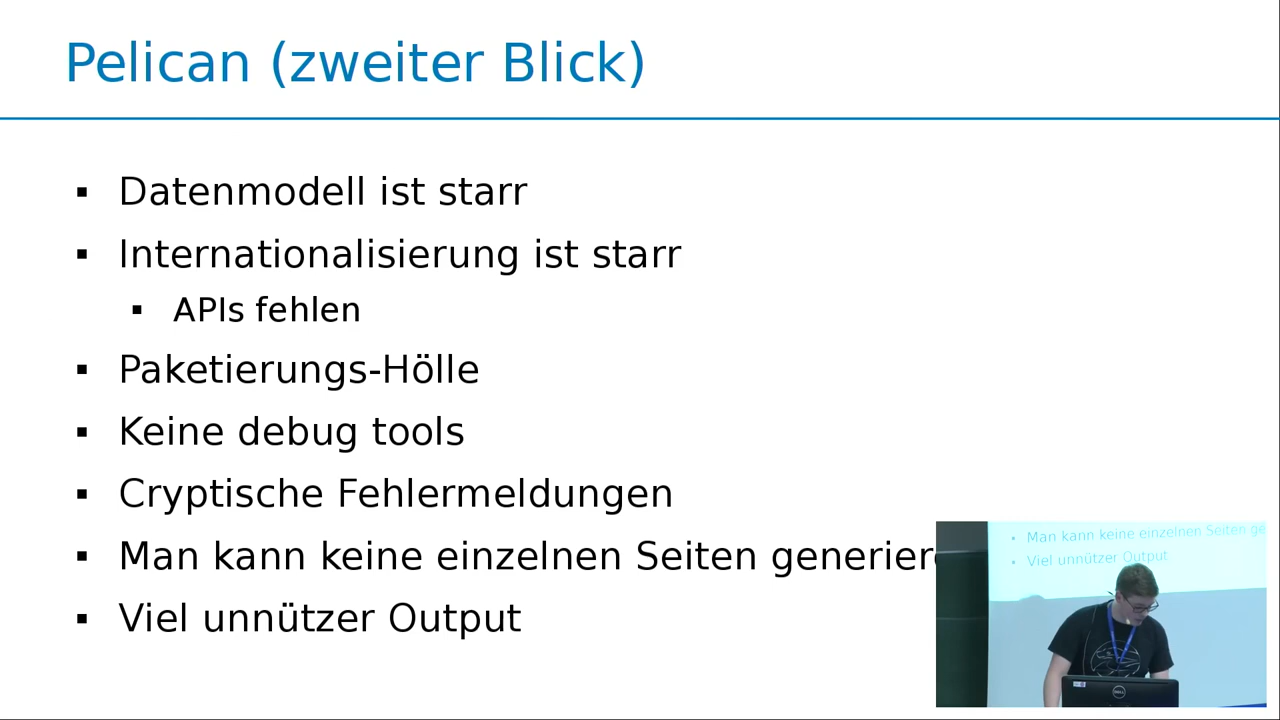 Pelican (zweiter Blick)
▪ Datenmodell ist starr
▪ Internationalisierung ist starr
▪ APIs fehlen
▪ Paketierungs-Hölle
▪ Keine debug tools
▪ Cryptische Fehlermeldungen
▪ Man kann keine einzelnen Seiten generier
▪ Viel unnützer Output
• Man kann keine einzelnen Seiten ge
• Viel unnützer Output
DELL